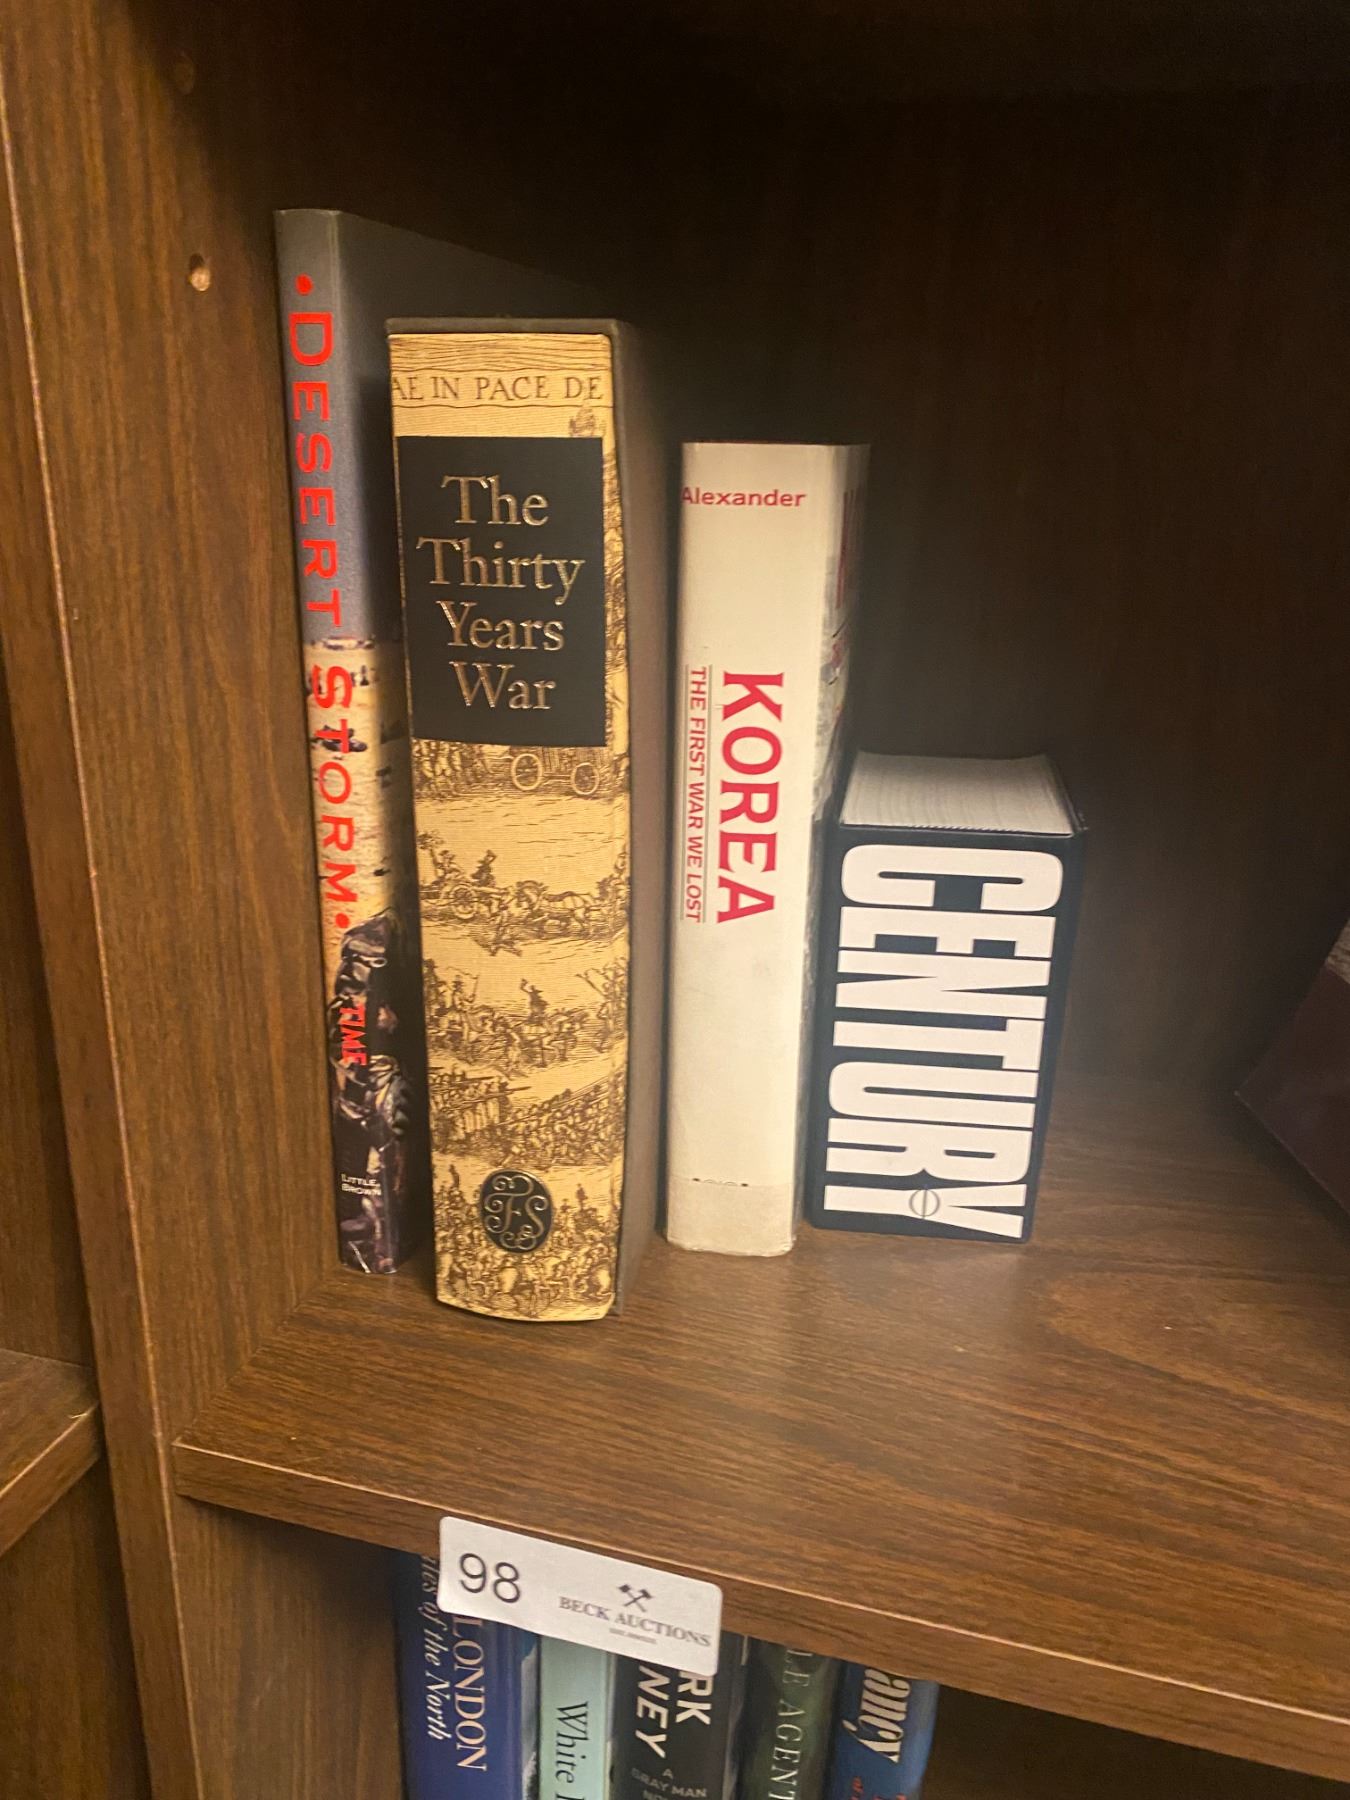 • DESERT STORM •
TIME
LITTLE, BROWN
AE IN PACE DE
The
Thirty
Years
War
FS
Alexander
KOREA
THE FIRST WAR WE LOST
CENTURY
98
BECK AUCTIONS
LONDON
of the North
White
RK
NEY
A
GRAY MAN
LE AGENT
ancy